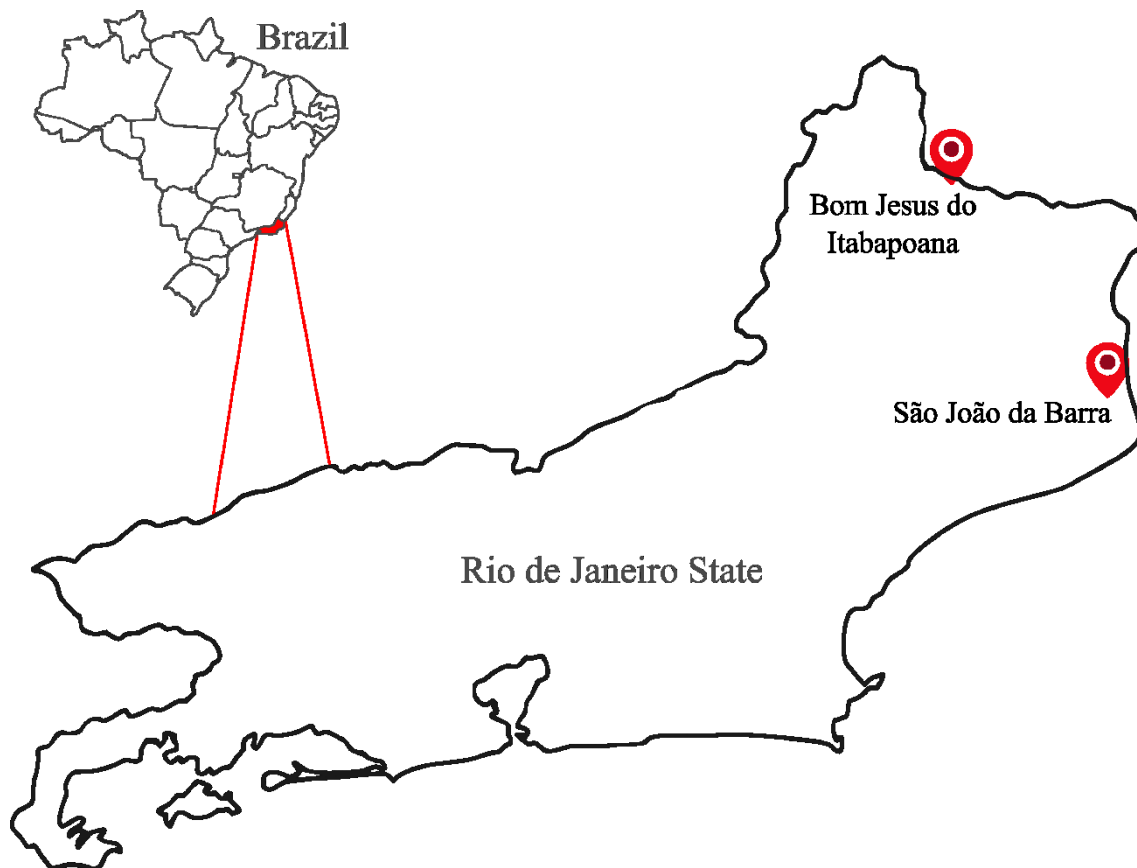 Brazil
Bom Jesus do
Itabapoana
São João da Barra
Rio de Janeiro State